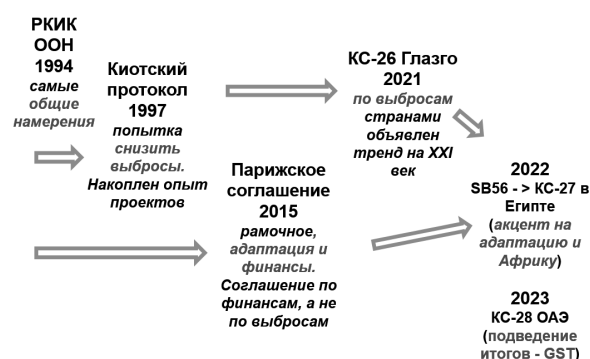 РКИК
ООН
1994
самые
общие
намерения
Киотский
протокол
1997
попытка
снизить
выбросы.
Накоплен опыт
проектов
КС-26 Глазго
2021
по выбросам
странами
объявлен
тренд на XXI
век
Парижское
соглашение
2015
рамочное,
адаптация и
финансы.
Соглашение по
финансам, а не
по выбросам
2022
SB56 - > КС-27 в
Египте
(акцент на
адаптацию и
Африку)
2023
КС-28 ОАЭ
(подведение
итогов - GST)